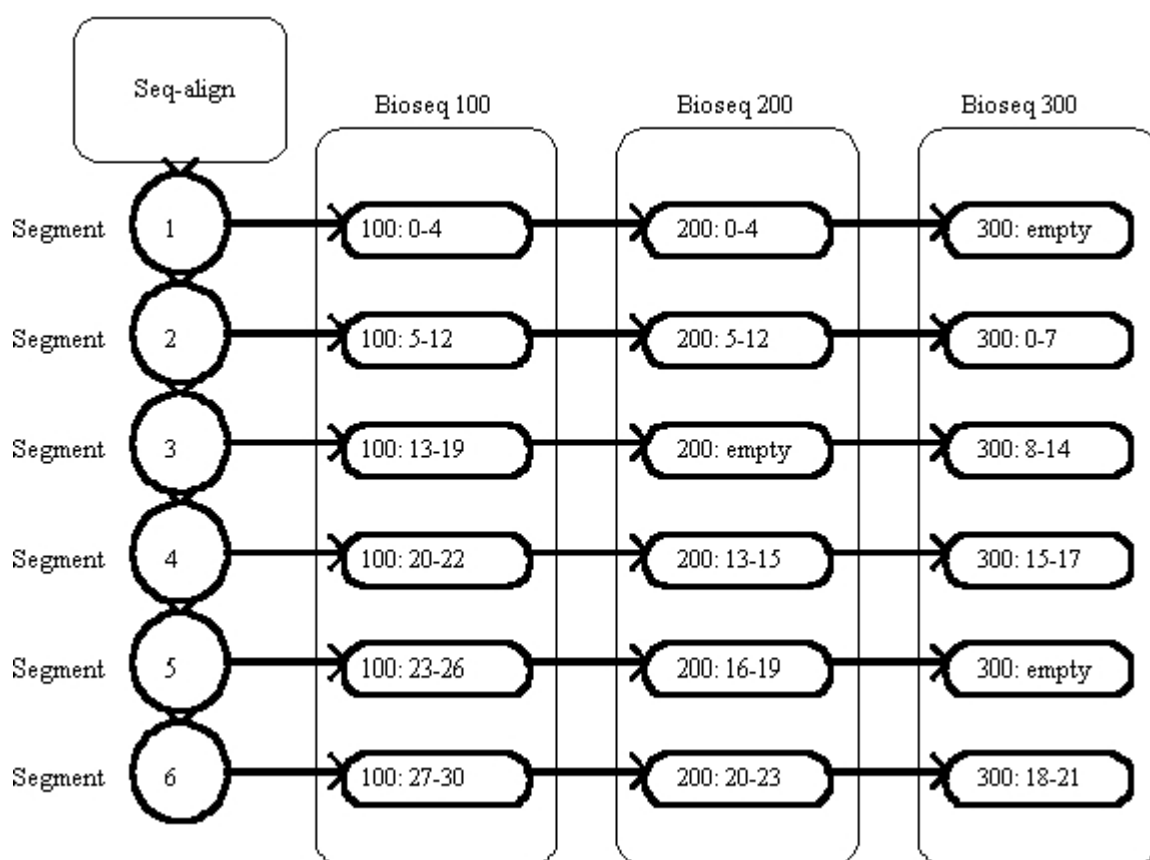 Seq-align
Bioseq 100 Bioseq 200 Bioseq 300
Segment 1 100: 0-4 200: 0-4 300: empty
Segment 2 100: 5-12 200: 5-12 300: 0-7
Segment 3 100: 13-19 200: empty 300: 8-14
Segment 4 100: 20-22 200: 13-15 300: 15-17
Segment 5 100: 23-26 200: 16-19 300: empty
Segment 6 100: 27-30 200: 20-23 300: 18-21